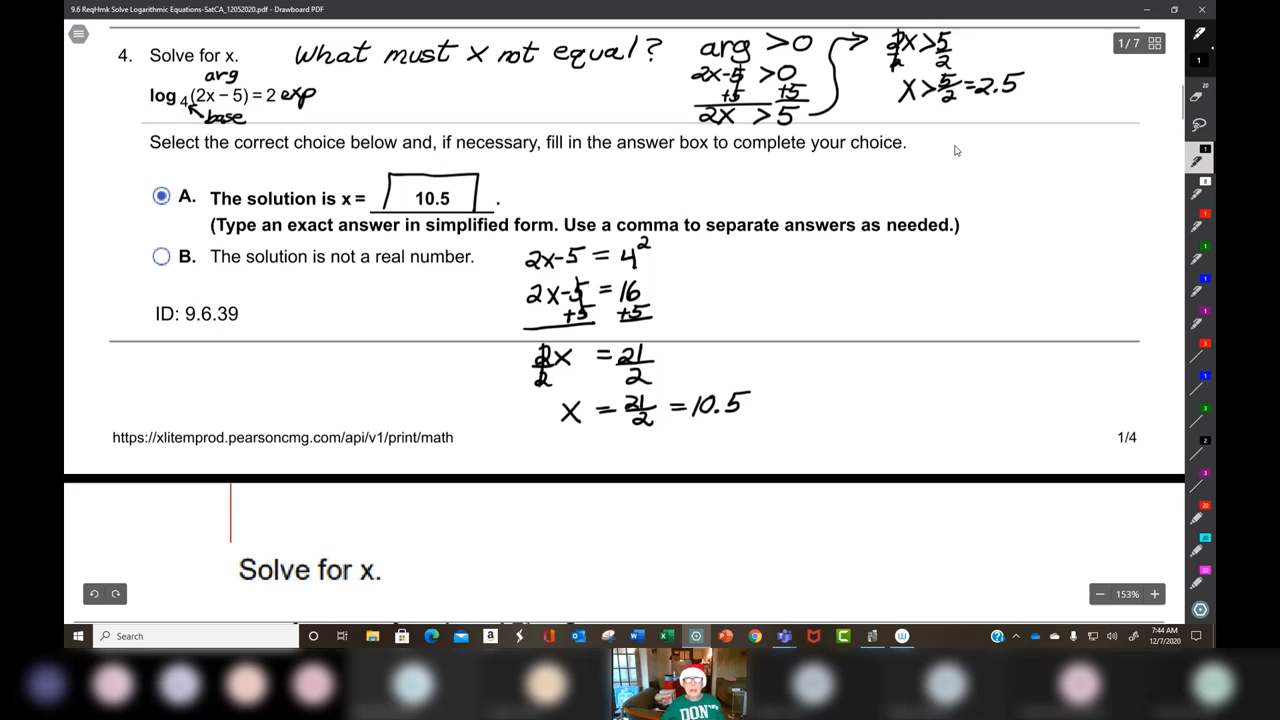 9.6 ReqHmk Solve Logarithmic Equations-SatCA_12052020.pdf - Drawboard PDF
1/7
4. Solve for x. What must x not equal?
arg
log 4(2x − 5) = 2 exp
base
arg > 0
2x-5 > 0
+5 +5
2x > 5
2x > 5
2 2
x > 5/2 = 2.5
Select the correct choice below and, if necessary, fill in the answer box to complete your choice.
A. The solution is x = 10.5 .
(Type an exact answer in simplified form. Use a comma to separate answers as needed.)
B. The solution is not a real number.
2x-5 = 4²
2x-5 = 16
+5 +5
2x = 21
2 2
x = 21/2 = 10.5
ID: 9.6.39
https://xlitemprod.pearsoncmg.com/api/v1/print/math 1/4
Solve for x.
153%
Search
7:44 AM
12/7/2020
DON'T